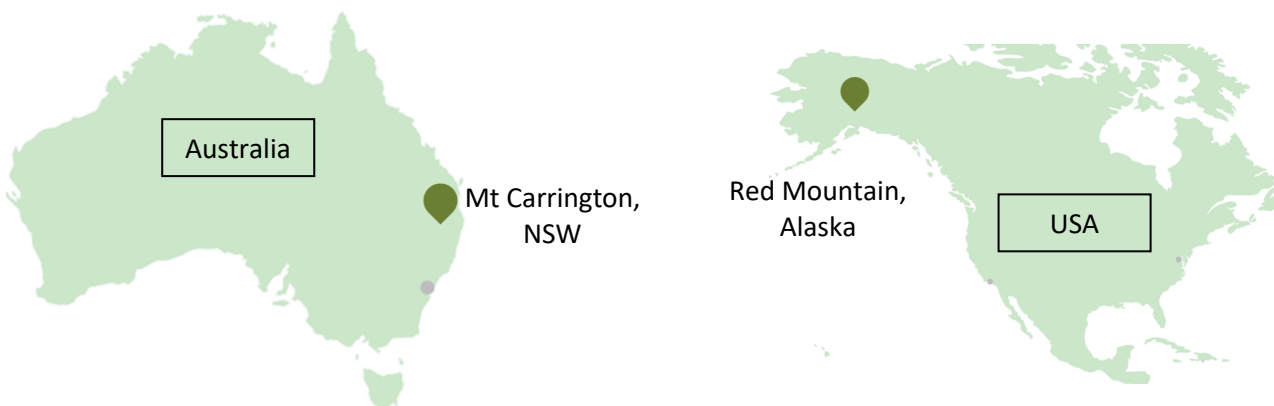 Australia
Mt Carrington,
NSW
Red Mountain,
Alaska
USA